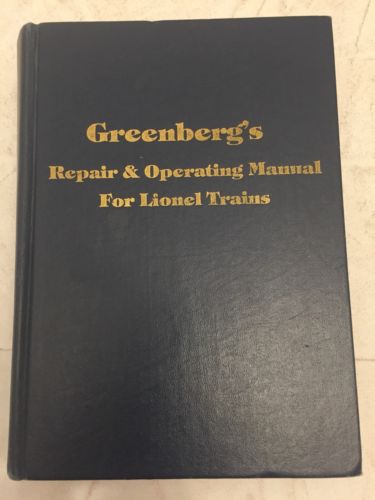 Greenberg's
Repair & Operating Manual
For Lionel Trains